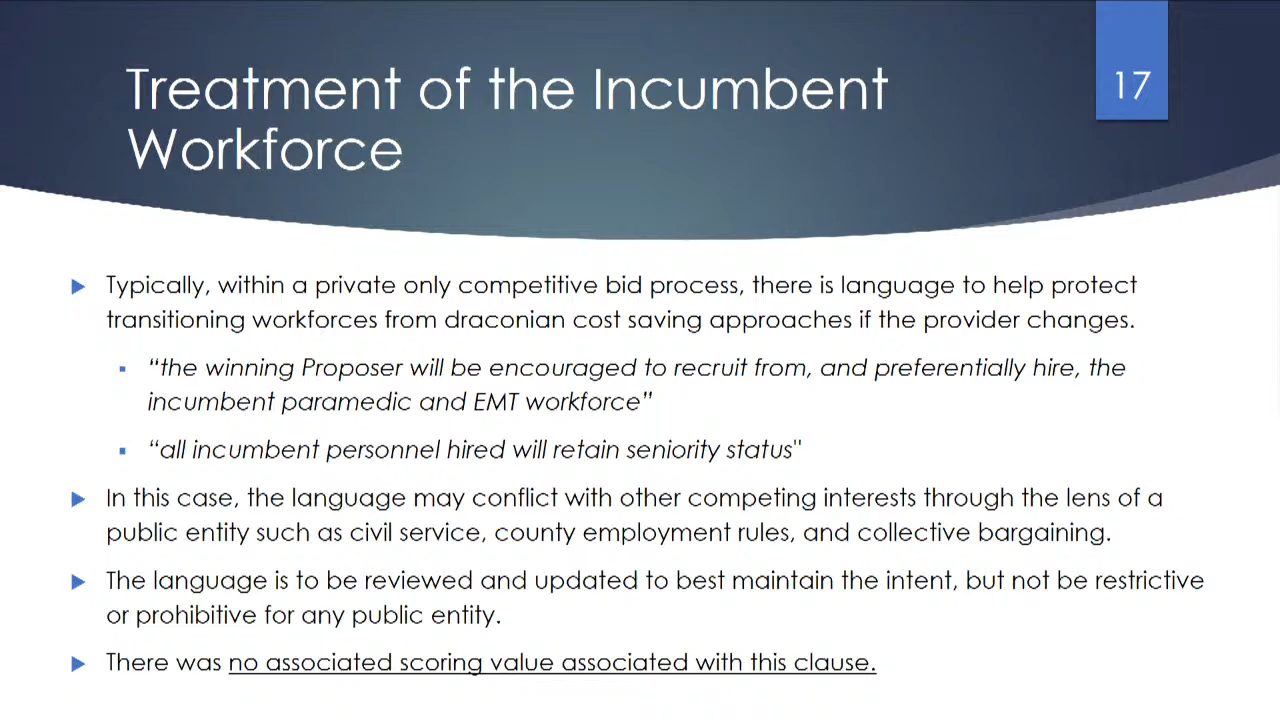 Treatment of the Incumbent
Workforce
17
Typically, within a private only competitive bid process, there is language to help protect
transitioning workforces from draconian cost saving approaches if the provider changes.
“the winning Proposer will be encouraged to recruit from, and preferentially hire, the
incumbent paramedic and EMT workforce”
“all incumbent personnel hired will retain seniority status"
In this case, the language may conflict with other competing interests through the lens of a
public entity such as civil service, county employment rules, and collective bargaining.
The language is to be reviewed and updated to best maintain the intent, but not be restrictive
or prohibitive for any public entity.
There was no associated scoring value associated with this clause.